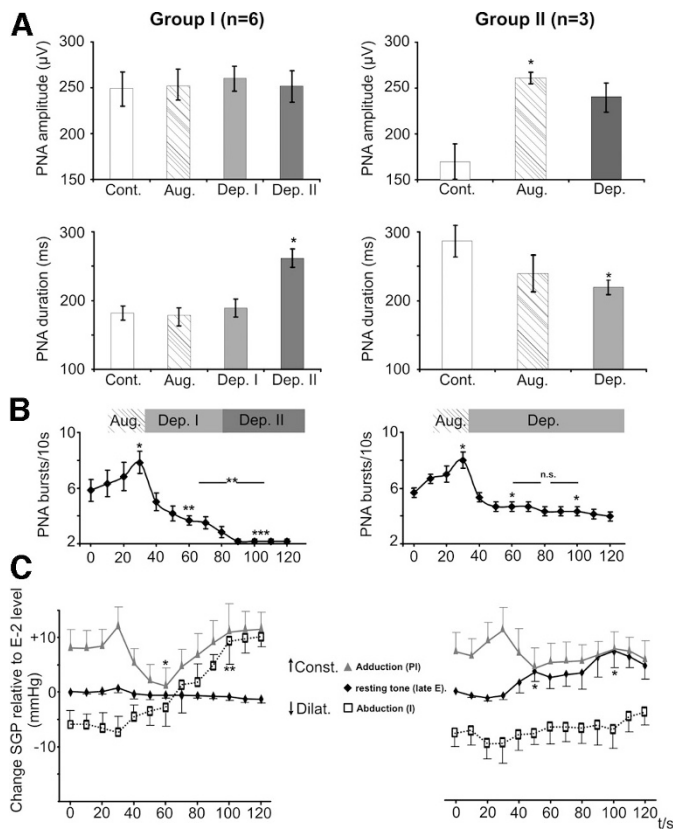 A
Group I (n=6)
Group II (n=3)
PNA amplitude (µV)
300
250
200
150
Cont.
Aug.
Dep. I
Dep. II
PNA amplitude (µV)
300
250
200
150
*
Cont.
Aug.
Dep.
PNA duration (ms)
300
200
100
*
Cont.
Aug.
Dep. I
Dep. II
PNA duration (ms)
300
200
100
*
Cont.
Aug.
Dep.
B
Aug.
Dep. I
Dep. II
PNA bursts/10s
10
6
2
*
**
**
***
0 20 40 60 80 100 120
Aug.
Dep.
PNA bursts/10s
10
6
2
*
*
n.s.
*
0 20 40 60 80 100 120
C
Change SGP relative to E-2 level
(mmHg)
+10
0
-10
*
**
0 20 40 60 80 100 120
↑Const.
↓Dilat.
Adduction (PI)
resting tone (late E).
Abduction (I)
*
*
0 20 40 60 80 100 120
t/s